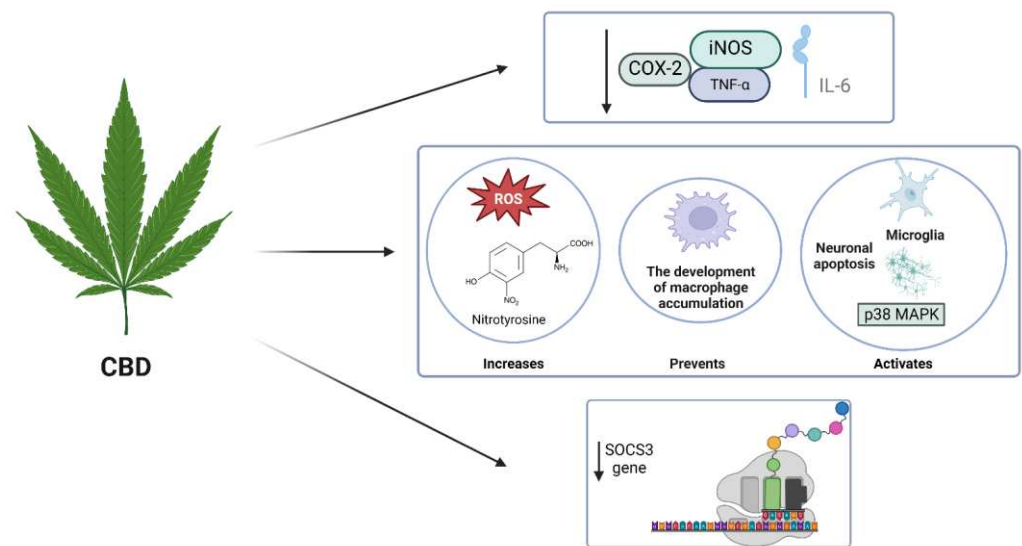 CBD
iNOS
COX-2
TNF-α
IL-6
ROS
COOH
NH₂
HO
NO₂
Nitrotyrosine
Increases
The development
of macrophage
accumulation
Prevents
Microglia
Neuronal
apoptosis
p38 MAPK
Activates
SOCS3
gene